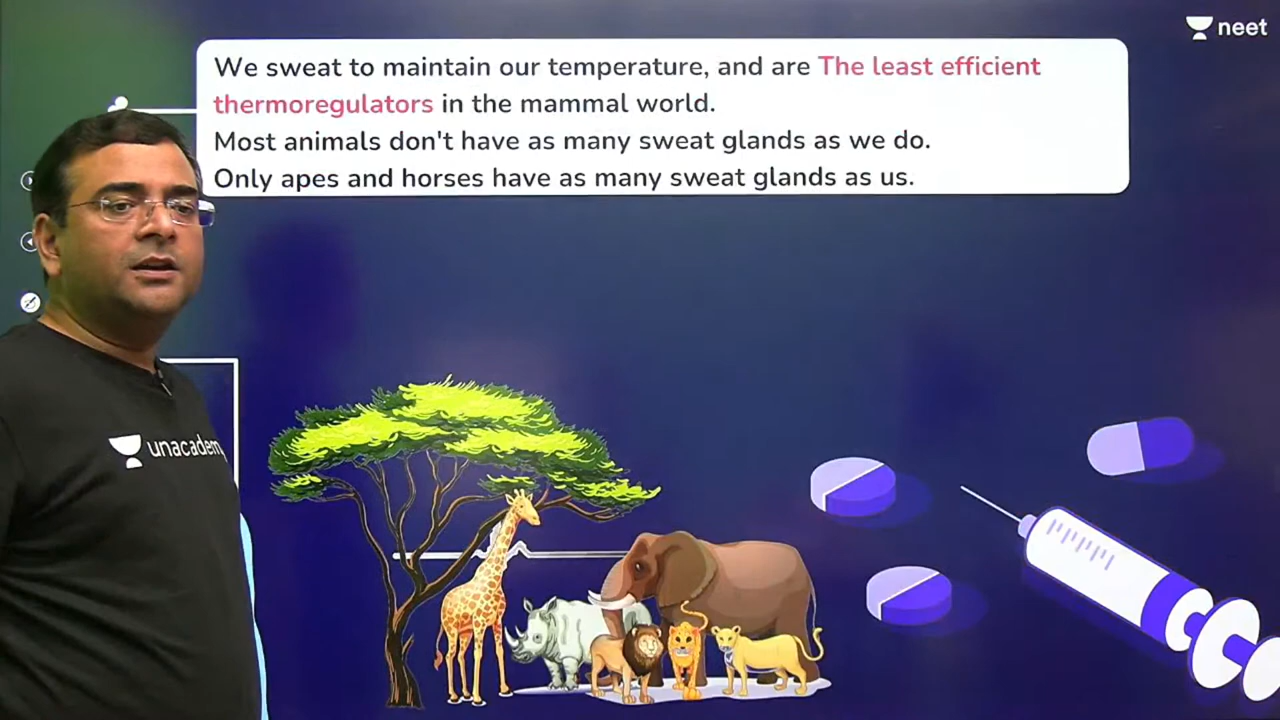 neet
We sweat to maintain our temperature, and are The least efficient
thermoregulators in the mammal world.
Most animals don't have as many sweat glands as we do.
Only apes and horses have as many sweat glands as us.
unacadem